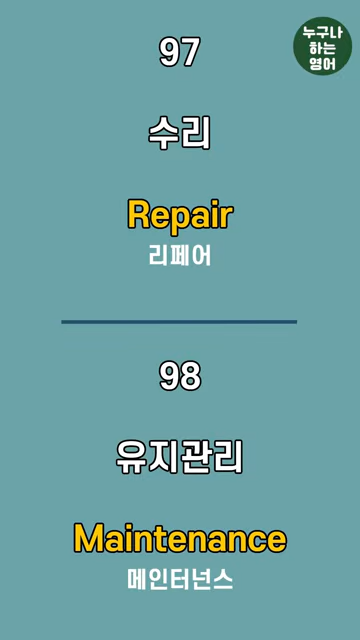 누구나
하는
영어
97
수리
Repair
리페어
98
유지관리
Maintenance
메인터넌스